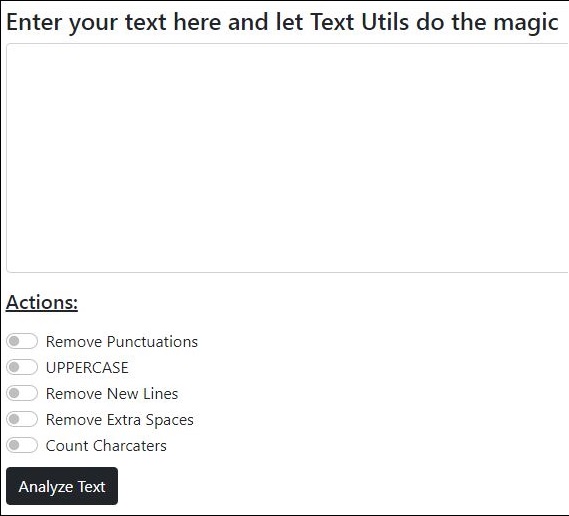 Enter your text here and let Text Utils do the magic
Actions:
Remove Punctuations
UPPERCASE
Remove New Lines
Remove Extra Spaces
Count Charcaters
Analyze Text